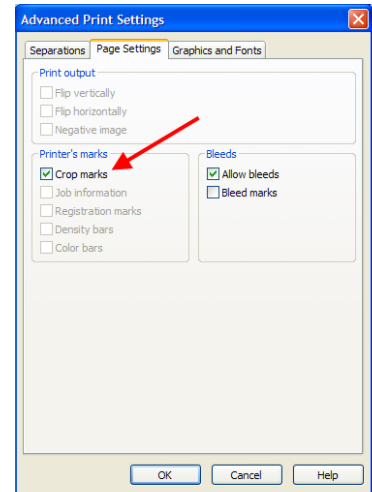 Advanced Print Settings
Separations Page Settings Graphics and Fonts
Print output
Flip vertically
Flip horizontally
Negative image
Printer's marks
Crop marks
Job information
Registration marks
Density bars
Color bars
Bleeds
Allow bleeds
Bleed marks
OK Cancel Help